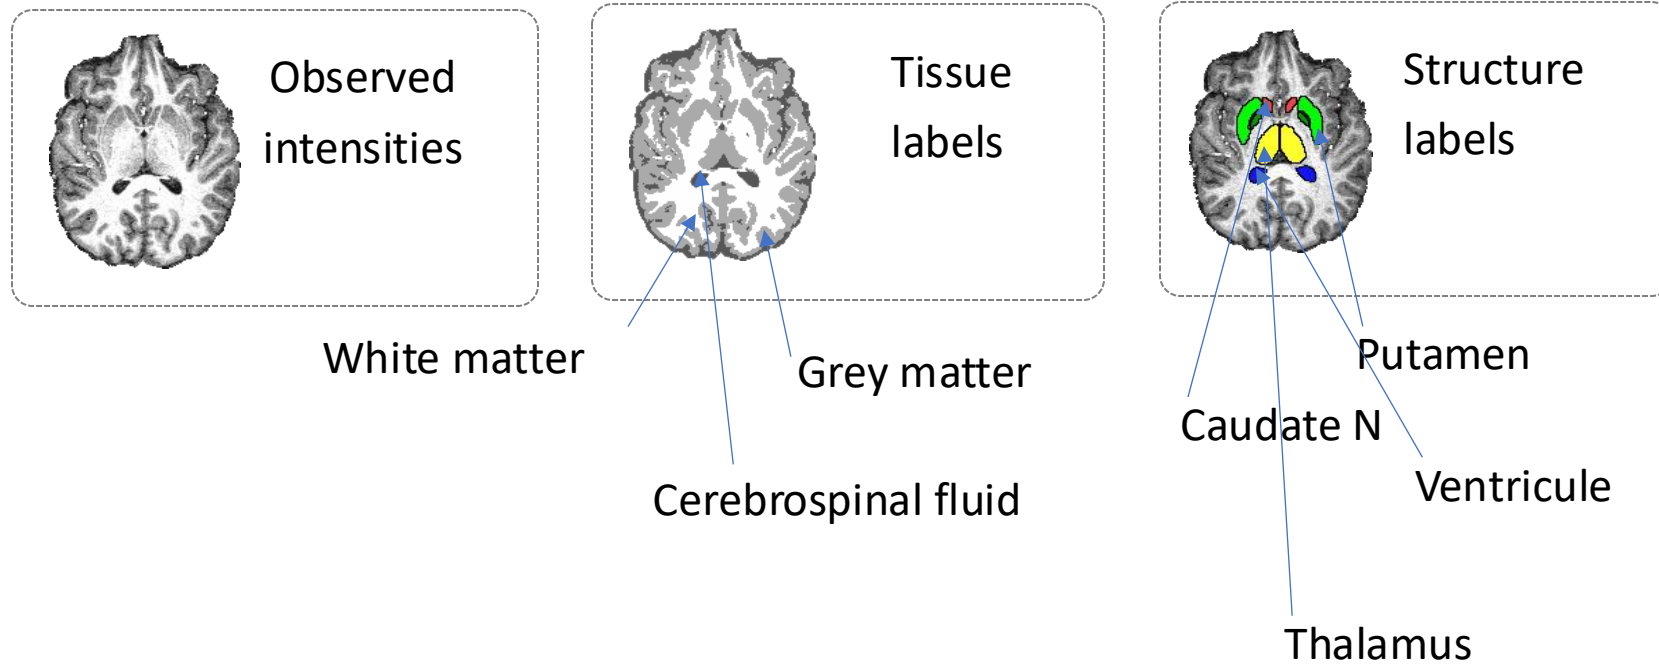 Observed
intensities
Tissue
labels
Structure
labels
White matter
Grey matter
Cerebrospinal fluid
Putamen
Caudate N
Ventricule
Thalamus